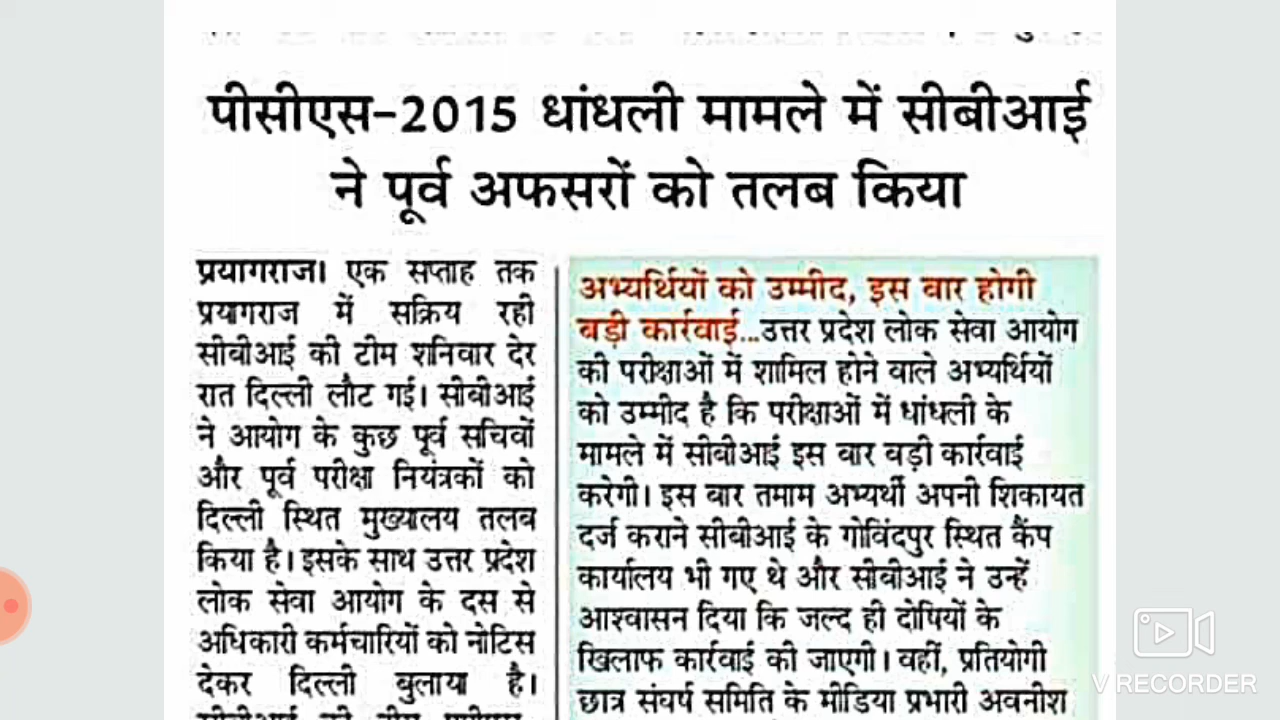 पीसीएस-2015 धांधली मामले में सीबीआई
ने पूर्व अफसरों को तलब किया
प्रयागराज। एक सप्ताह तक
प्रयागराज में सक्रिय रही
सीबीआई की टीम शनिवार देर
रात दिल्ली लौट गई। सीबीआई
ने आयोग के कुछ पूर्व सचिवों
और पूर्व परीक्षा नियंत्रकों को
दिल्ली स्थित मुख्यालय तलब
किया है। इसके साथ उत्तर प्रदेश
लोक सेवा आयोग के दस से
अधिकारी कर्मचारियों को नोटिस
देकर दिल्ली बुलाया है।
अभ्यर्थियों को उम्मीद, इस बार होगी
बड़ी कार्रवाई...उत्तर प्रदेश लोक सेवा आयोग
की परीक्षाओं में शामिल होने वाले अभ्यर्थियों
को उम्मीद है कि परीक्षाओं में धांधली के
मामले में सीबीआई इस बार बड़ी कार्रवाई
करेगी। इस बार तमाम अभ्यर्थी अपनी शिकायत
दर्ज कराने सीबीआई के गोविंदपुर स्थित कैंप
कार्यालय भी गए थे और सीबीआई ने उन्हें
आश्वासन दिया कि जल्द ही दोषियों के
खिलाफ कार्रवाई की जाएगी। वहीं, प्रतियोगी
छात्र संघर्ष समिति के मीडिया प्रभारी अवनीश
V RECORDER